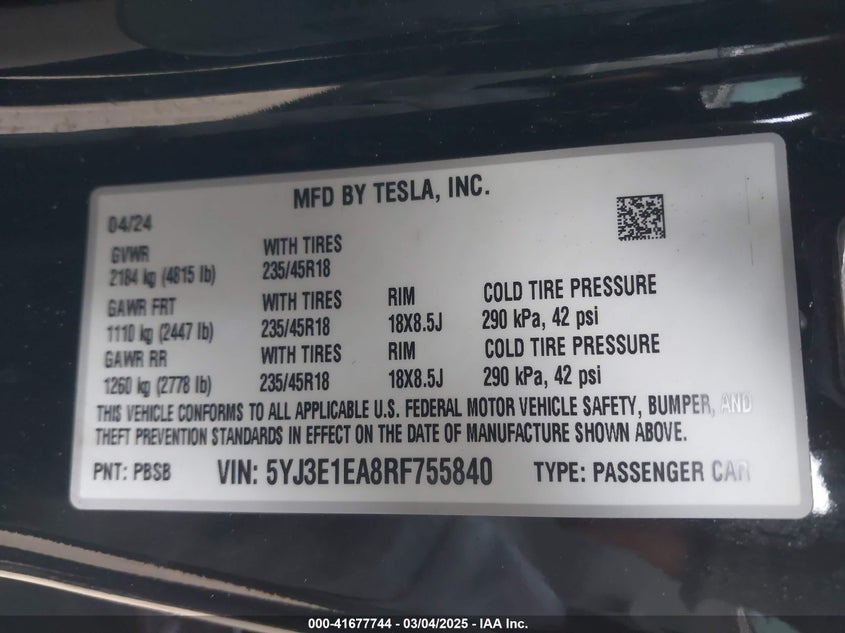 MFD BY TESLA, INC.
04/24
GVWR WITH TIRES
2184 kg (4815 lb) 235/45R18
GAWR FRT WITH TIRES RIM COLD TIRE PRESSURE
1110 kg (2447 lb) 235/45R18 18X8.5J 290 kPa, 42 psi
GAWR RR WITH TIRES RIM COLD TIRE PRESSURE
1260 kg (2778 lb) 235/45R18 18X8.5J 290 kPa, 42 psi
THIS VEHICLE CONFORMS TO ALL APPLICABLE U.S. FEDERAL MOTOR VEHICLE SAFETY, BUMPER, AND
THEFT PREVENTION STANDARDS IN EFFECT ON THE DATE OF MANUFACTURE SHOWN ABOVE.
PNT: PBSB VIN: 5YJ3E1EA8RF755840 TYPE: PASSENGER CAR
000-41677744 - 03/04/2025 - IAA Inc.